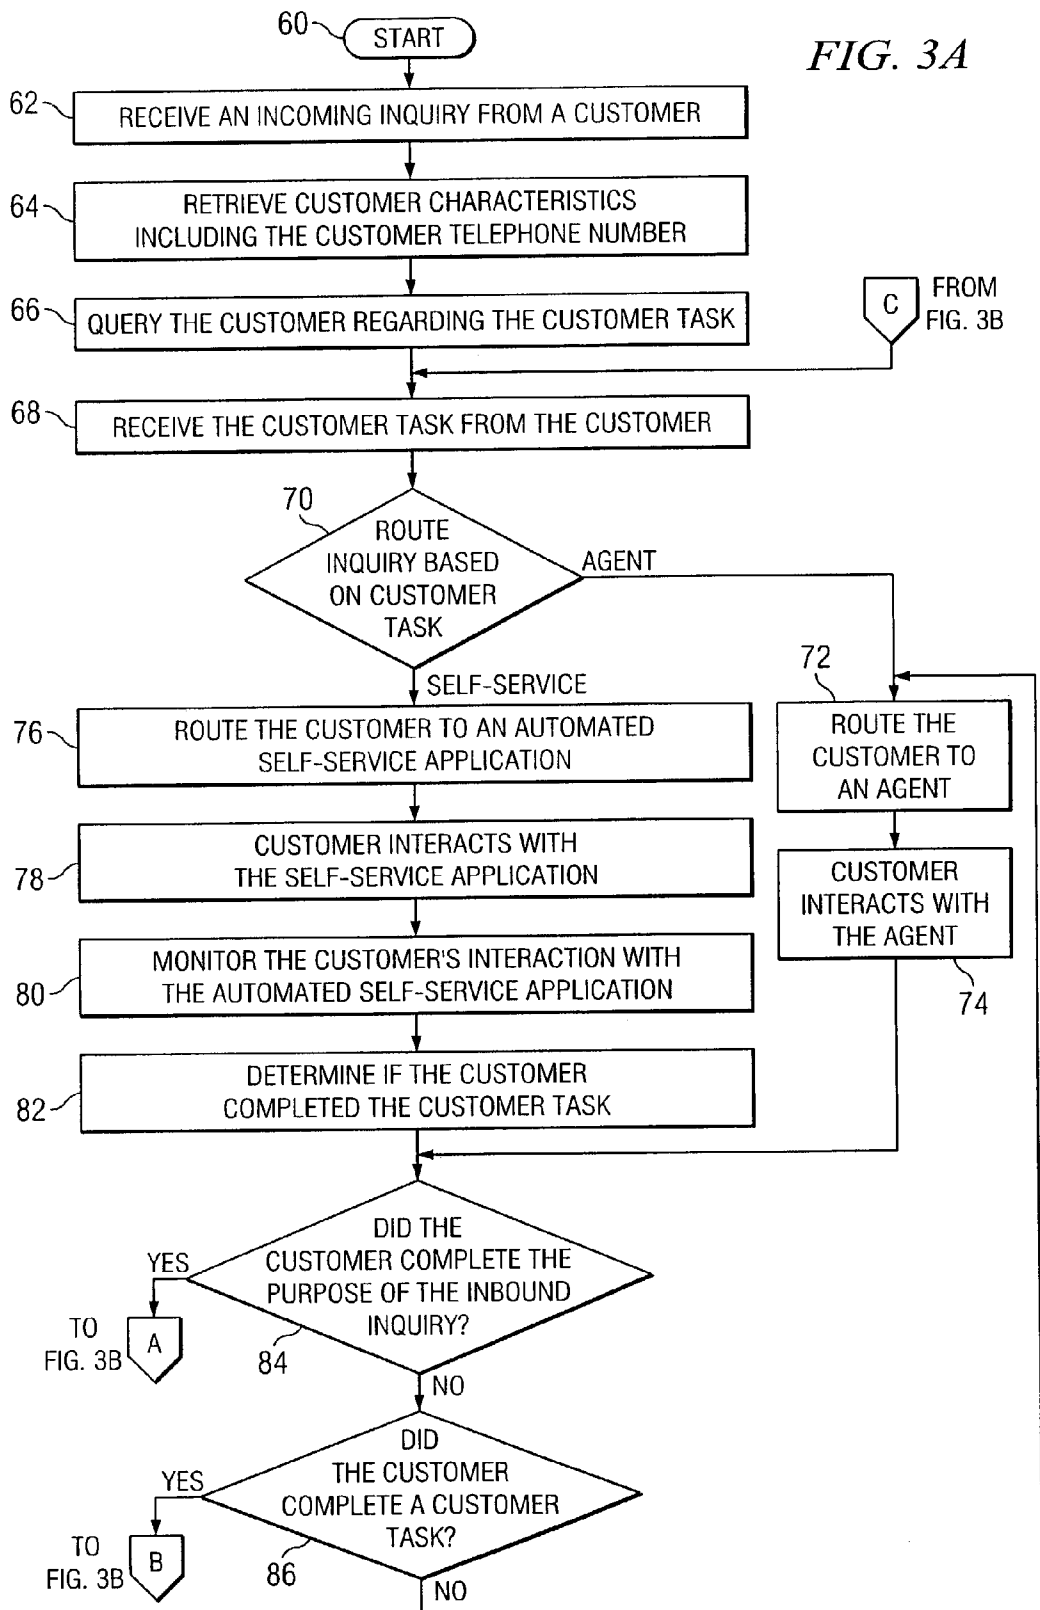 60
START
FIG. 3A
62
RECEIVE AN INCOMING INQUIRY FROM A CUSTOMER
64
RETRIEVE CUSTOMER CHARACTERISTICS
INCLUDING THE CUSTOMER TELEPHONE NUMBER
66
QUERY THE CUSTOMER REGARDING THE CUSTOMER TASK
C
FROM
FIG. 3B
68
RECEIVE THE CUSTOMER TASK FROM THE CUSTOMER
70
ROUTE
INQUIRY BASED
ON CUSTOMER
TASK
AGENT
SELF-SERVICE
72
ROUTE THE
CUSTOMER TO
AN AGENT
76
ROUTE THE CUSTOMER TO AN AUTOMATED
SELF-SERVICE APPLICATION
78
CUSTOMER INTERACTS WITH
THE SELF-SERVICE APPLICATION
CUSTOMER
INTERACTS WITH
THE AGENT
74
80
MONITOR THE CUSTOMER'S INTERACTION WITH
THE AUTOMATED SELF-SERVICE APPLICATION
82
DETERMINE IF THE CUSTOMER
COMPLETED THE CUSTOMER TASK
DID THE
CUSTOMER COMPLETE THE
PURPOSE OF THE INBOUND
INQUIRY?
84
YES
TO
FIG. 3B
A
NO
DID
THE CUSTOMER
COMPLETE A CUSTOMER
TASK?
86
YES
TO
FIG. 3B
B
NO